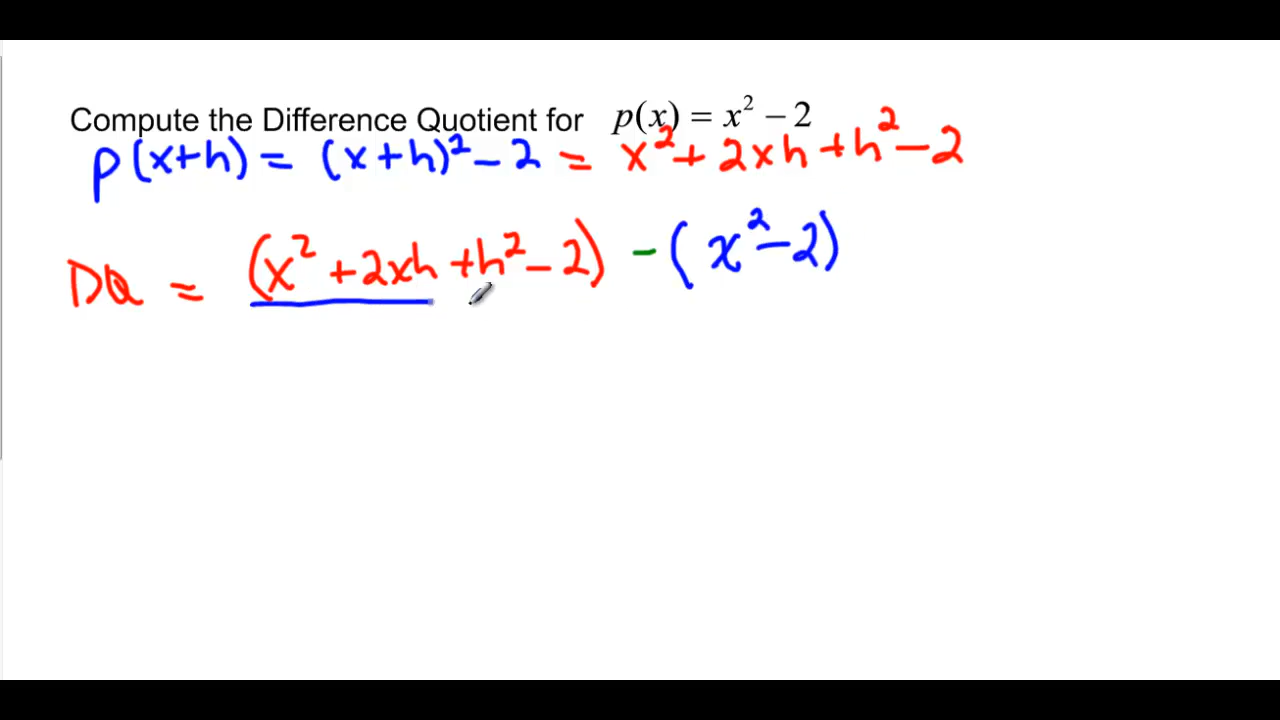 Compute the Difference Quotient for p(x) = x² − 2
p(x+h) = (x+h)² − 2 = x² + 2xh + h² − 2
DQ = (x² + 2xh + h² − 2) − (x² − 2)